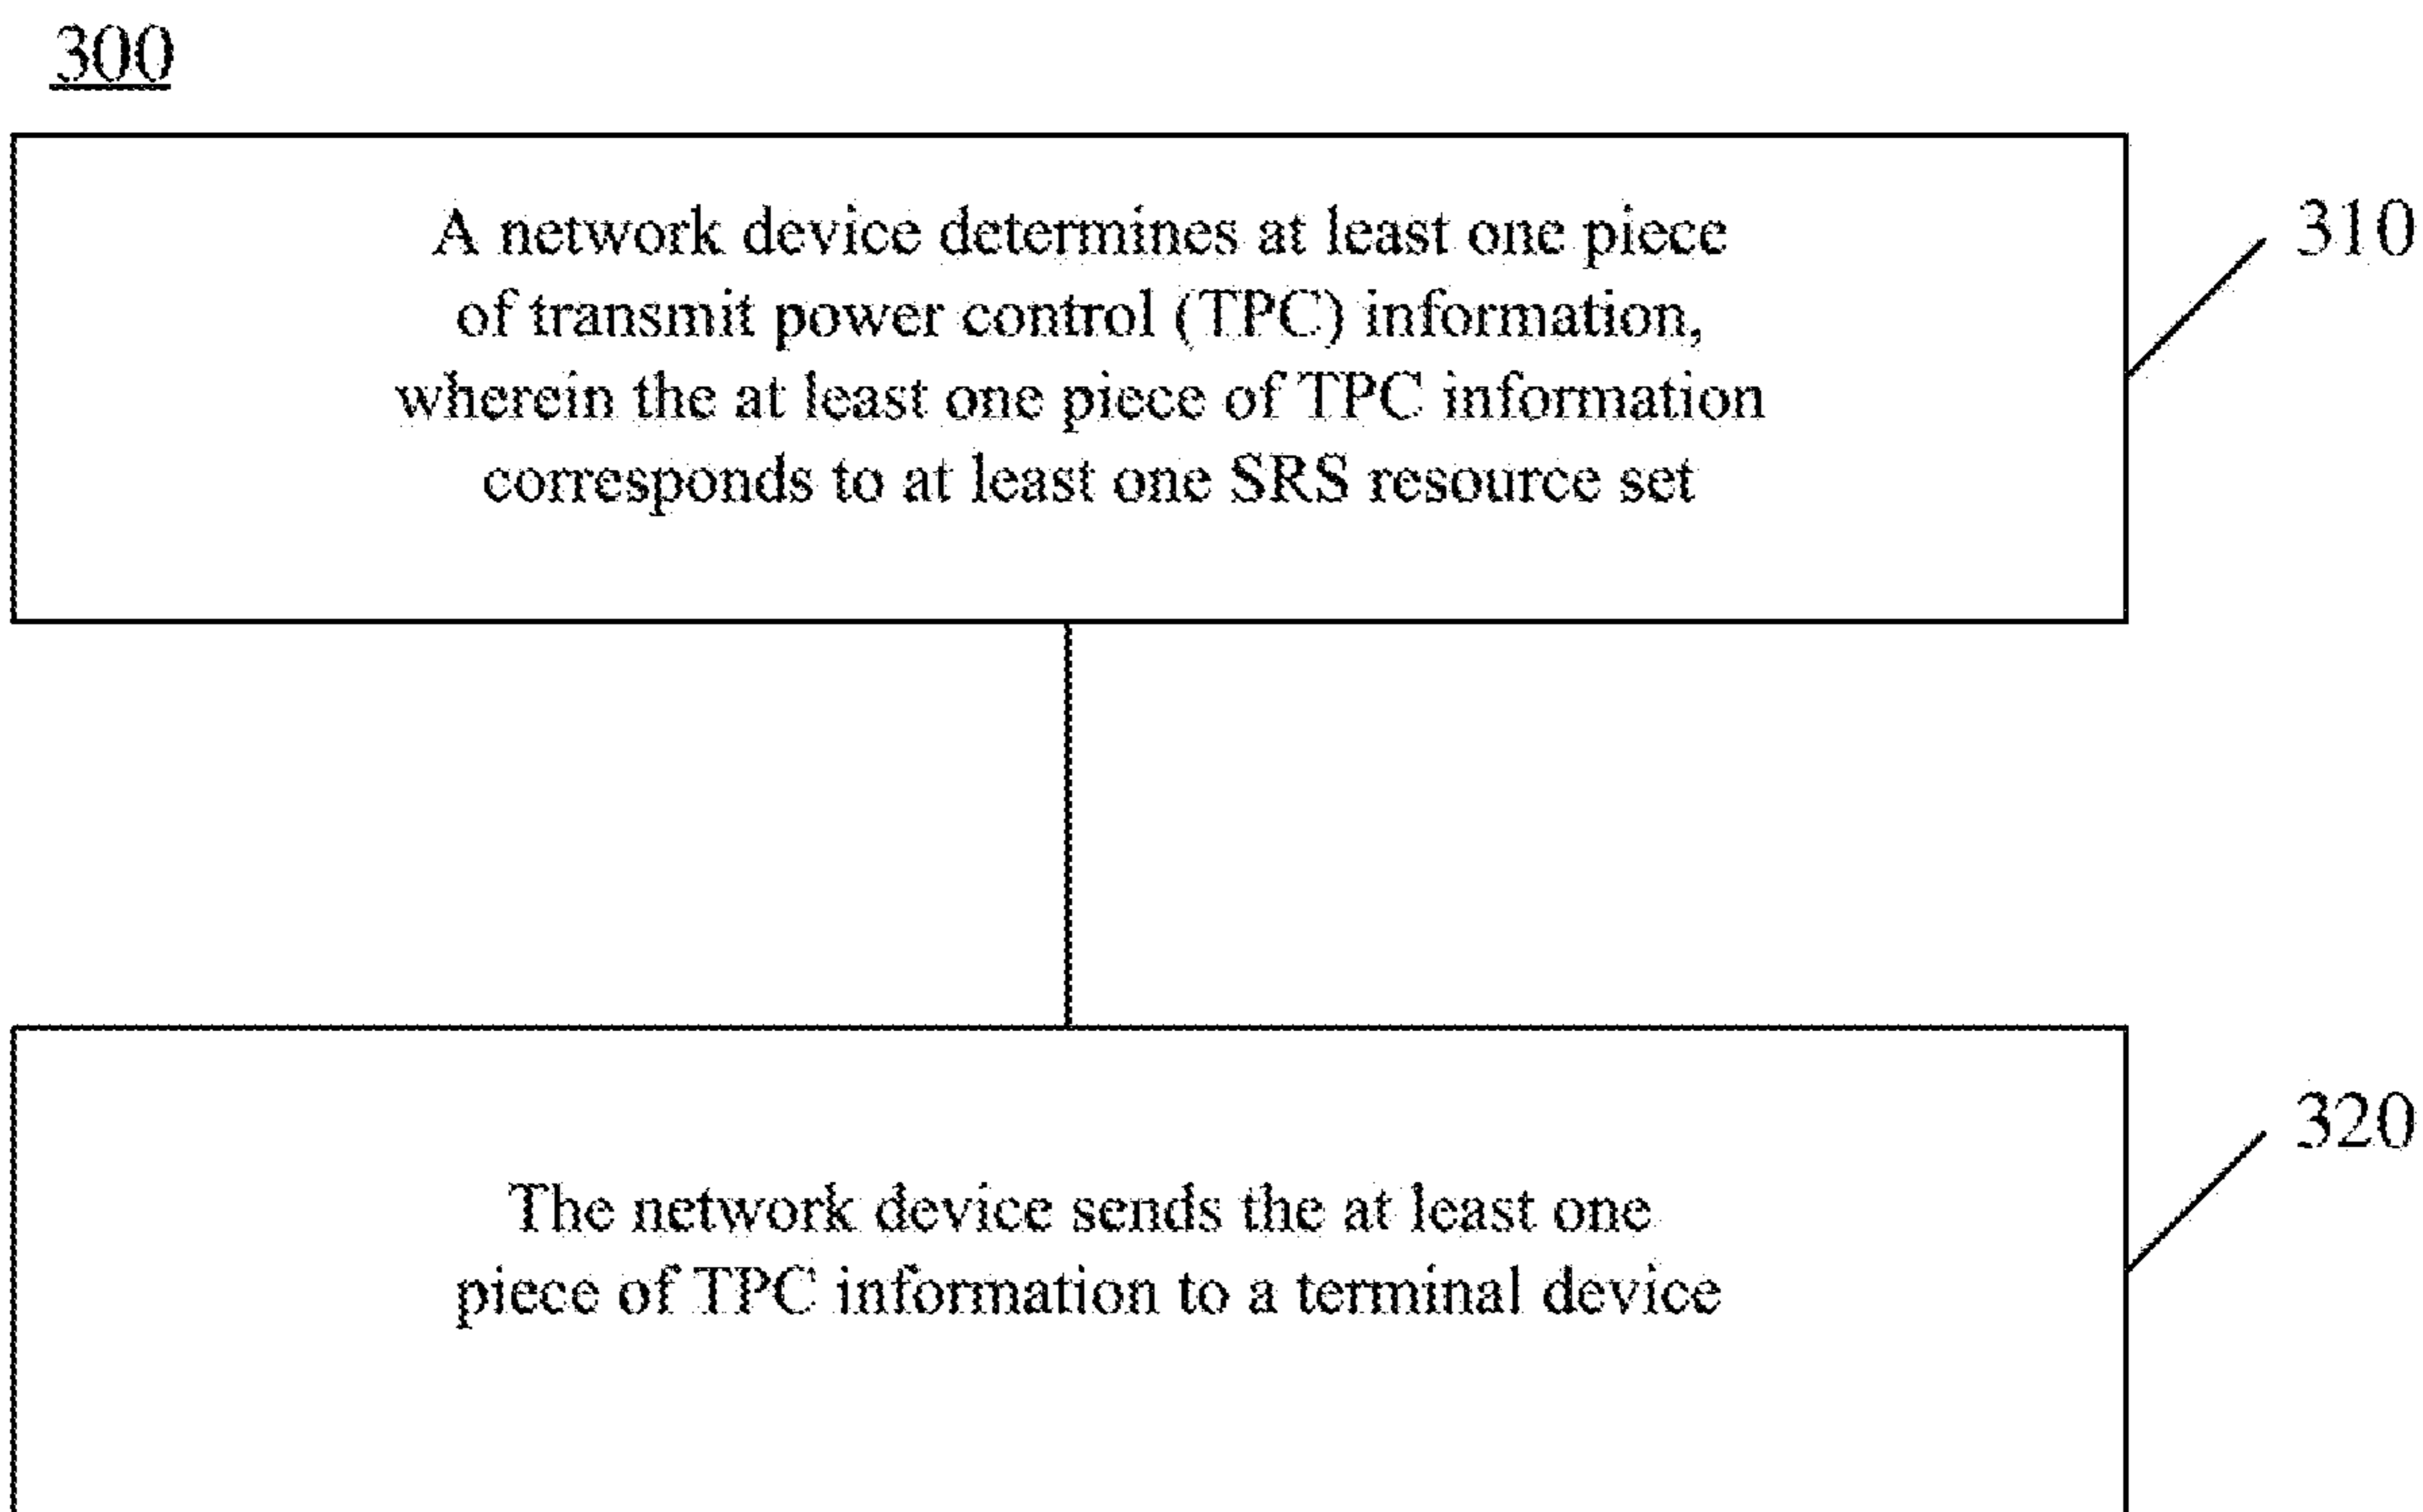 300
A network device determines at least one piece
of transmit power control (TPC) information,
wherein the at least one piece of TPC information
corresponds to at least one SRS resource set
310
The network device sends the at least one
piece of TPC information to a terminal device
320